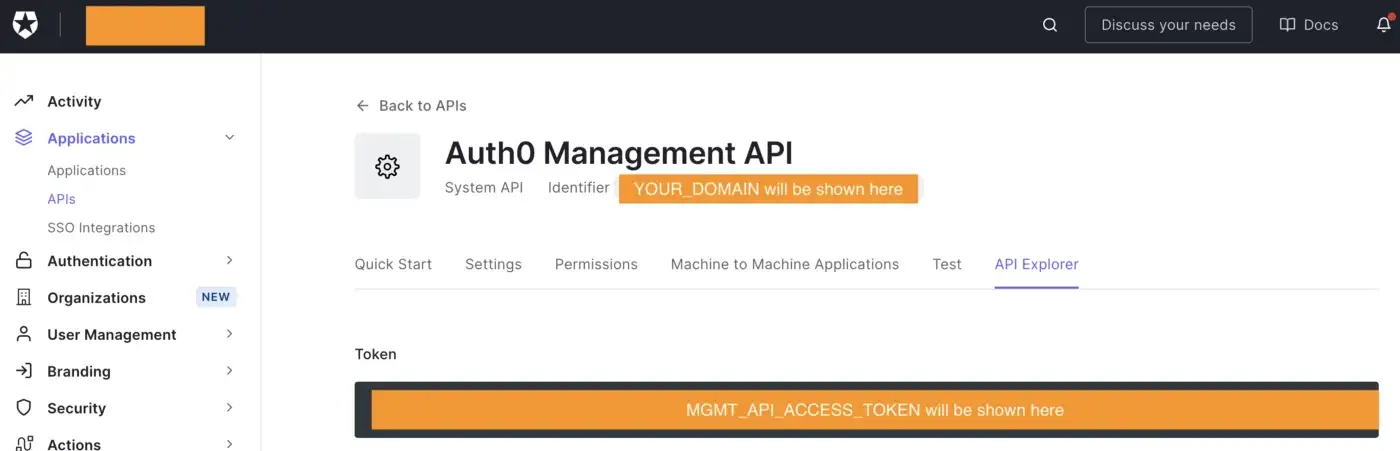 Discuss your needs Docs
Activity
Applications
Applications
APIs
SSO Integrations
Authentication
Organizations NEW
User Management
Branding
Security
Actions
Back to APIs
Auth0 Management API
System API Identifier YOUR_DOMAIN will be shown here
Quick Start Settings Permissions Machine to Machine Applications Test API Explorer
Token
MGMT_API_ACCESS_TOKEN will be shown here